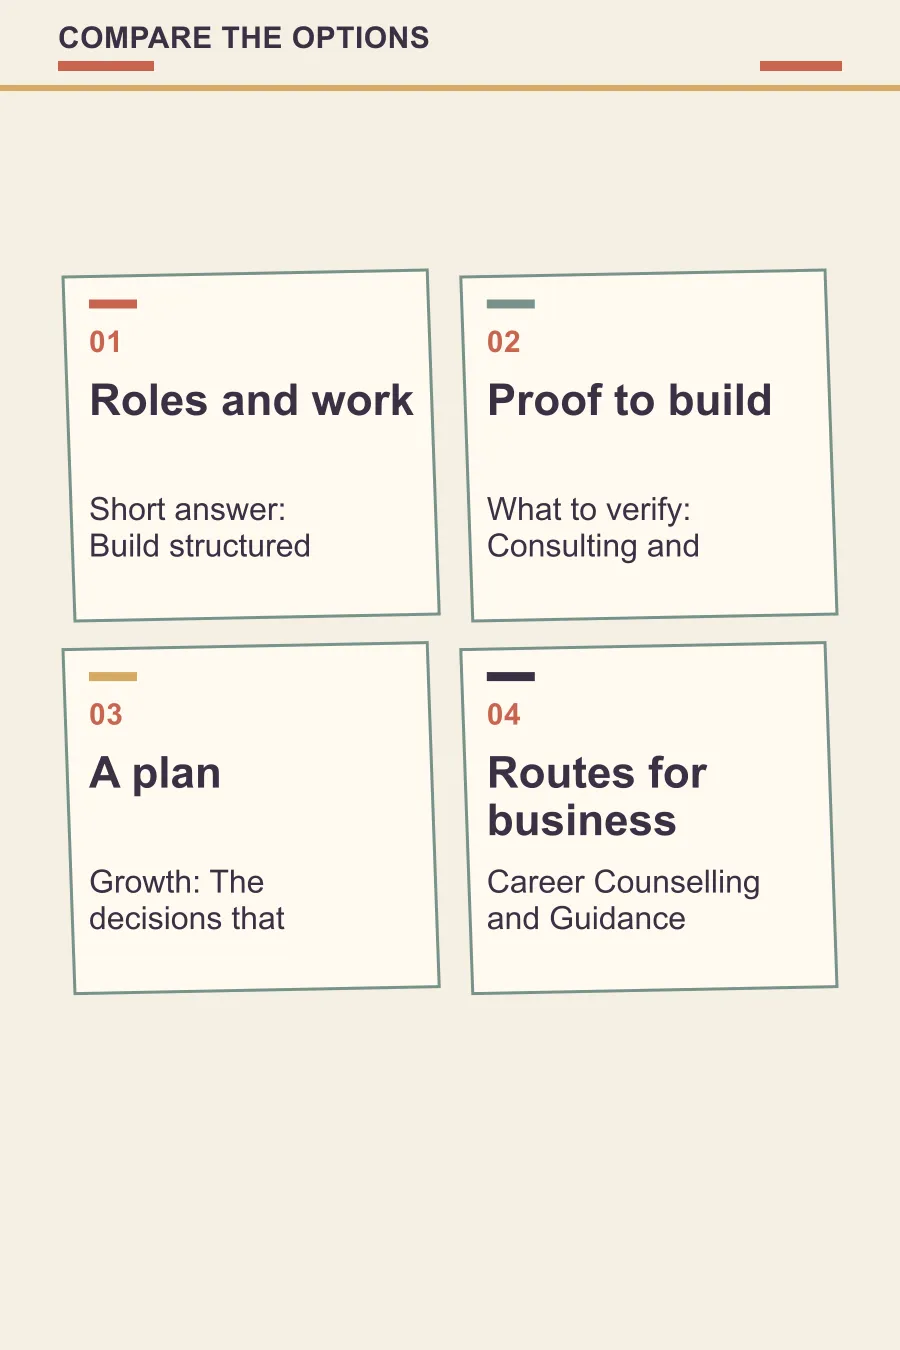 COMPARE THE OPTIONS
01
Roles and work
Short answer:
Build structured
02
Proof to build
What to verify:
Consulting and
03
A plan
Growth: The
decisions that
04
Routes for
business
Career Counselling
and Guidance